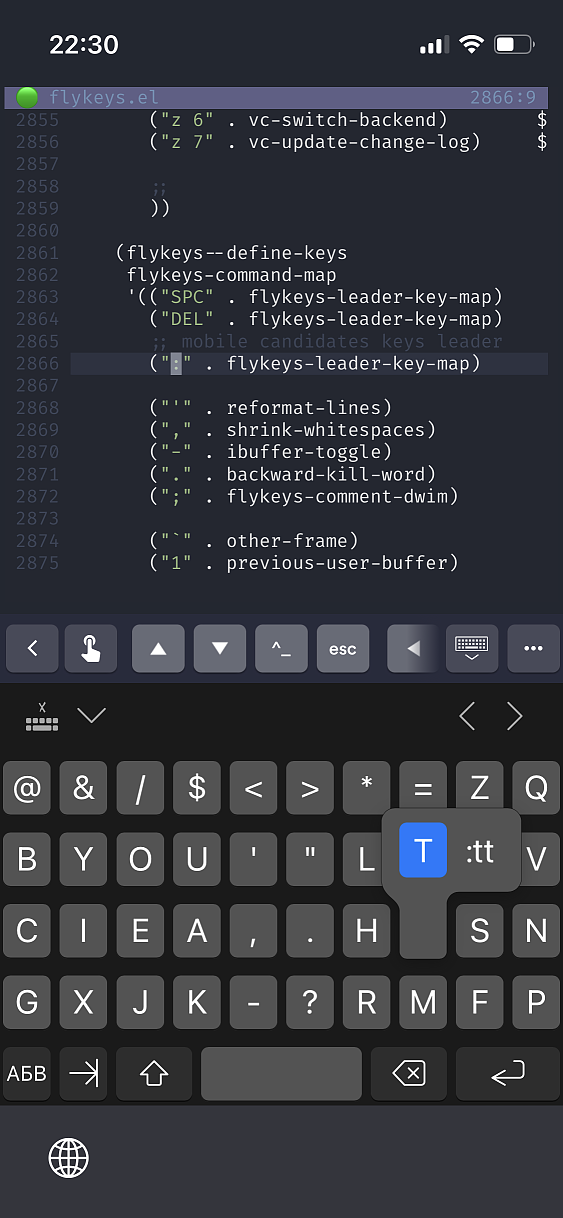 22:30
flykeys.el 2866:9
2855 ("z 6" . vc-switch-backend) $
2856 ("z 7" . vc-update-change-log) $
2857
2858 ;;
2859 ))
2860
2861 (flykeys--define-keys
2862 flykeys-command-map
2863 '(("SPC" . flykeys-leader-key-map)
2864 ("DEL" . flykeys-leader-key-map)
2865 ;; mobile candidates keys leader
2866 (":" . flykeys-leader-key-map)
2867
2868 ("'" . reformat-lines)
2869 ("," . shrink-whitespaces)
2870 ("-" . ibuffer-toggle)
2871 ("." . backward-kill-word)
2872 (";" . flykeys-comment-dwim)
2873
2874 ("`" . other-frame)
2875 ("1" . previous-user-buffer)
^_ esc
@ & / $ < > * = Z Q
T :tt
B Y O U ' " L V
C I E A , . H S N
G X J K - ? R M F P
АБВ